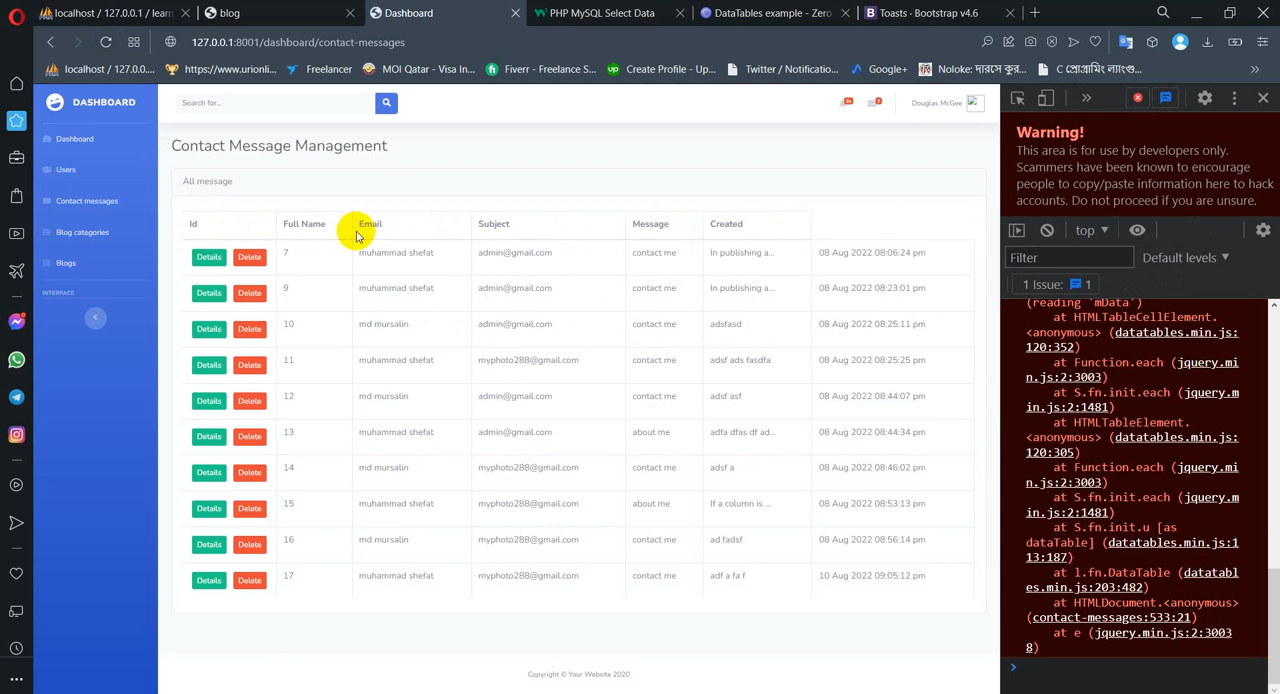 localhost / 127.0.0.1 / learn
blog
Dashboard
PHP MySQL Select Data
DataTables example - Zero
Toasts · Bootstrap v4.6
127.0.0.1:8001/dashboard/contact-messages
localhost / 127.0.0....
https://www.urionli...
Freelancer
MOI Qatar - Visa In...
Fiverr - Freelance S...
Create Profile - Up...
Twitter / Notificatio...
Google+
Noloke: দারসে কুর...
C প্রোগ্রামিং ল্যাংগু...
DASHBOARD
Dashboard
Users
Contact messages
Blog categories
Blogs
INTERFACE
Search for...
Douglas McGee
Contact Message Management
All message
Id Full Name Email Subject Message Created
Details Delete 7 muhammad shefat admin@gmail.com contact me In publishing a... 08 Aug 2022 08:06:24 pm
Details Delete 9 muhammad shefat admin@gmail.com contact me In publishing a... 08 Aug 2022 08:23:01 pm
Details Delete 10 md mursalin admin@gmail.com contact me adsfasd 08 Aug 2022 08:25:11 pm
Details Delete 11 muhammad shefat myphoto288@gmail.com contact me adsf ads fasdfa 08 Aug 2022 08:25:25 pm
Details Delete 12 md mursalin admin@gmail.com contact me adsf asf 08 Aug 2022 08:44:07 pm
Details Delete 13 muhammad shefat admin@gmail.com about me adfa dfas df ad... 08 Aug 2022 08:44:34 pm
Details Delete 14 md mursalin myphoto288@gmail.com contact me adsf a 08 Aug 2022 08:46:02 pm
Details Delete 15 muhammad shefat myphoto288@gmail.com about me If a column is ... 08 Aug 2022 08:53:13 pm
Details Delete 16 md mursalin myphoto288@gmail.com contact me ad fadsf 08 Aug 2022 08:56:14 pm
Details Delete 17 muhammad shefat myphoto288@gmail.com contact me adf a fa f 10 Aug 2022 09:05:12 pm
Copyright © Your Website 2020
Warning!
This area is for use by developers only.
Scammers have been known to encourage
people to copy/paste information here to hack
accounts. Do not proceed if you are unsure.
top
Filter
Default levels
1 Issue: 1
(reading 'mData')
at HTMLTableCellElement.
<anonymous> (datatables.min.js:
120:352)
at Function.each (jquery.mi
n.js:2:3003)
at S.fn.init.each (jquery.m
in.js:2:1481)
at HTMLTableElement.
<anonymous> (datatables.min.js:
120:305)
at Function.each (jquery.mi
n.js:2:3003)
at S.fn.init.each (jquery.m
in.js:2:1481)
at S.fn.init.u [as
dataTable] (datatables.min.js:1
13:187)
at l.fn.DataTable (datatabl
es.min.js:203:482)
at HTMLDocument.<anonymous>
(contact-messages:533:21)
at e (jquery.min.js:2:3003
8)